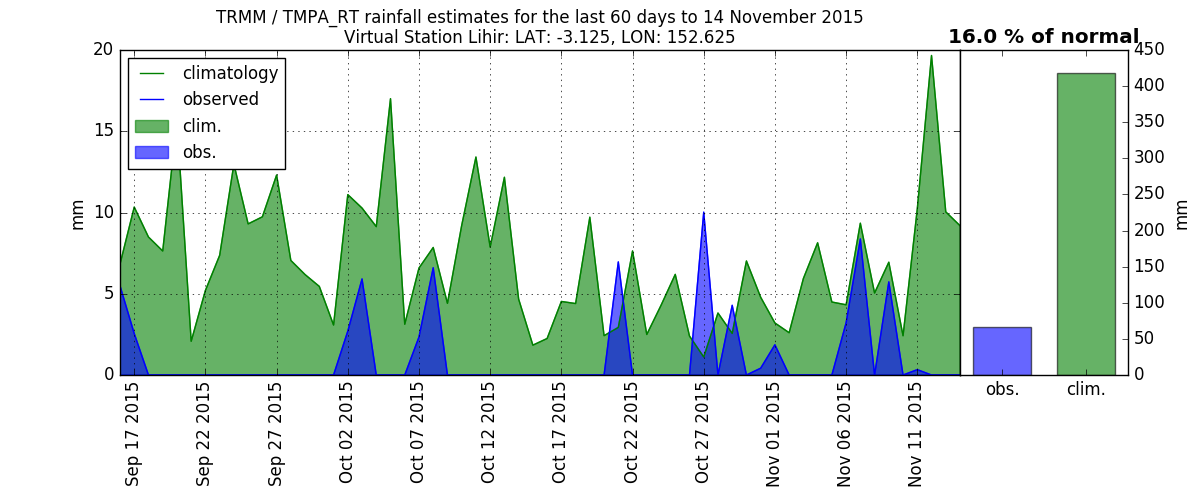 TRMM / TMPA_RT rainfall estimates for the last 60 days to 14 November 2015
Virtual Station Lihir: LAT: -3.125, LON: 152.625
16.0 % of normal
20
15
10
5
0
mm
climatology
observed
clim.
obs.
Sep 17 2015
Sep 22 2015
Sep 27 2015
Oct 02 2015
Oct 07 2015
Oct 12 2015
Oct 17 2015
Oct 22 2015
Oct 27 2015
Nov 01 2015
Nov 06 2015
Nov 11 2015
450
400
350
300
250
200
150
100
50
0
mm
obs.
clim.